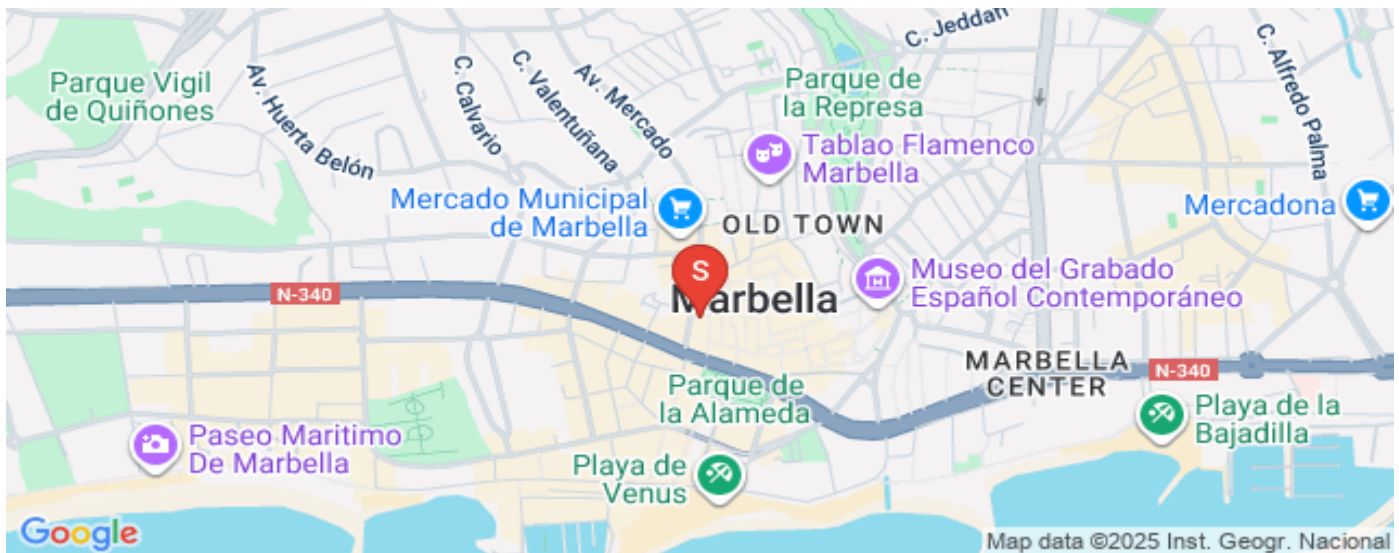 C. Jeddah
Parque Vigil
de Quiñones
Av. Huerta Belón
C. Calvario
C. Valentuñana
Av. Mercado
Parque de
la Represa
C. Alfredo Palma
Tablao Flamenco
Marbella
Mercado Municipal
de Marbella
OLD TOWN
Mercadona
S
Marbella
Museo del Grabado
Español Contemporáneo
N-340
MARBELLA
CENTER
N-340
Parque de
la Alameda
Playa de la
Bajadilla
Paseo Maritimo
De Marbella
Playa de
Venus
Google
Map data ©2025 Inst. Geogr. Nacional